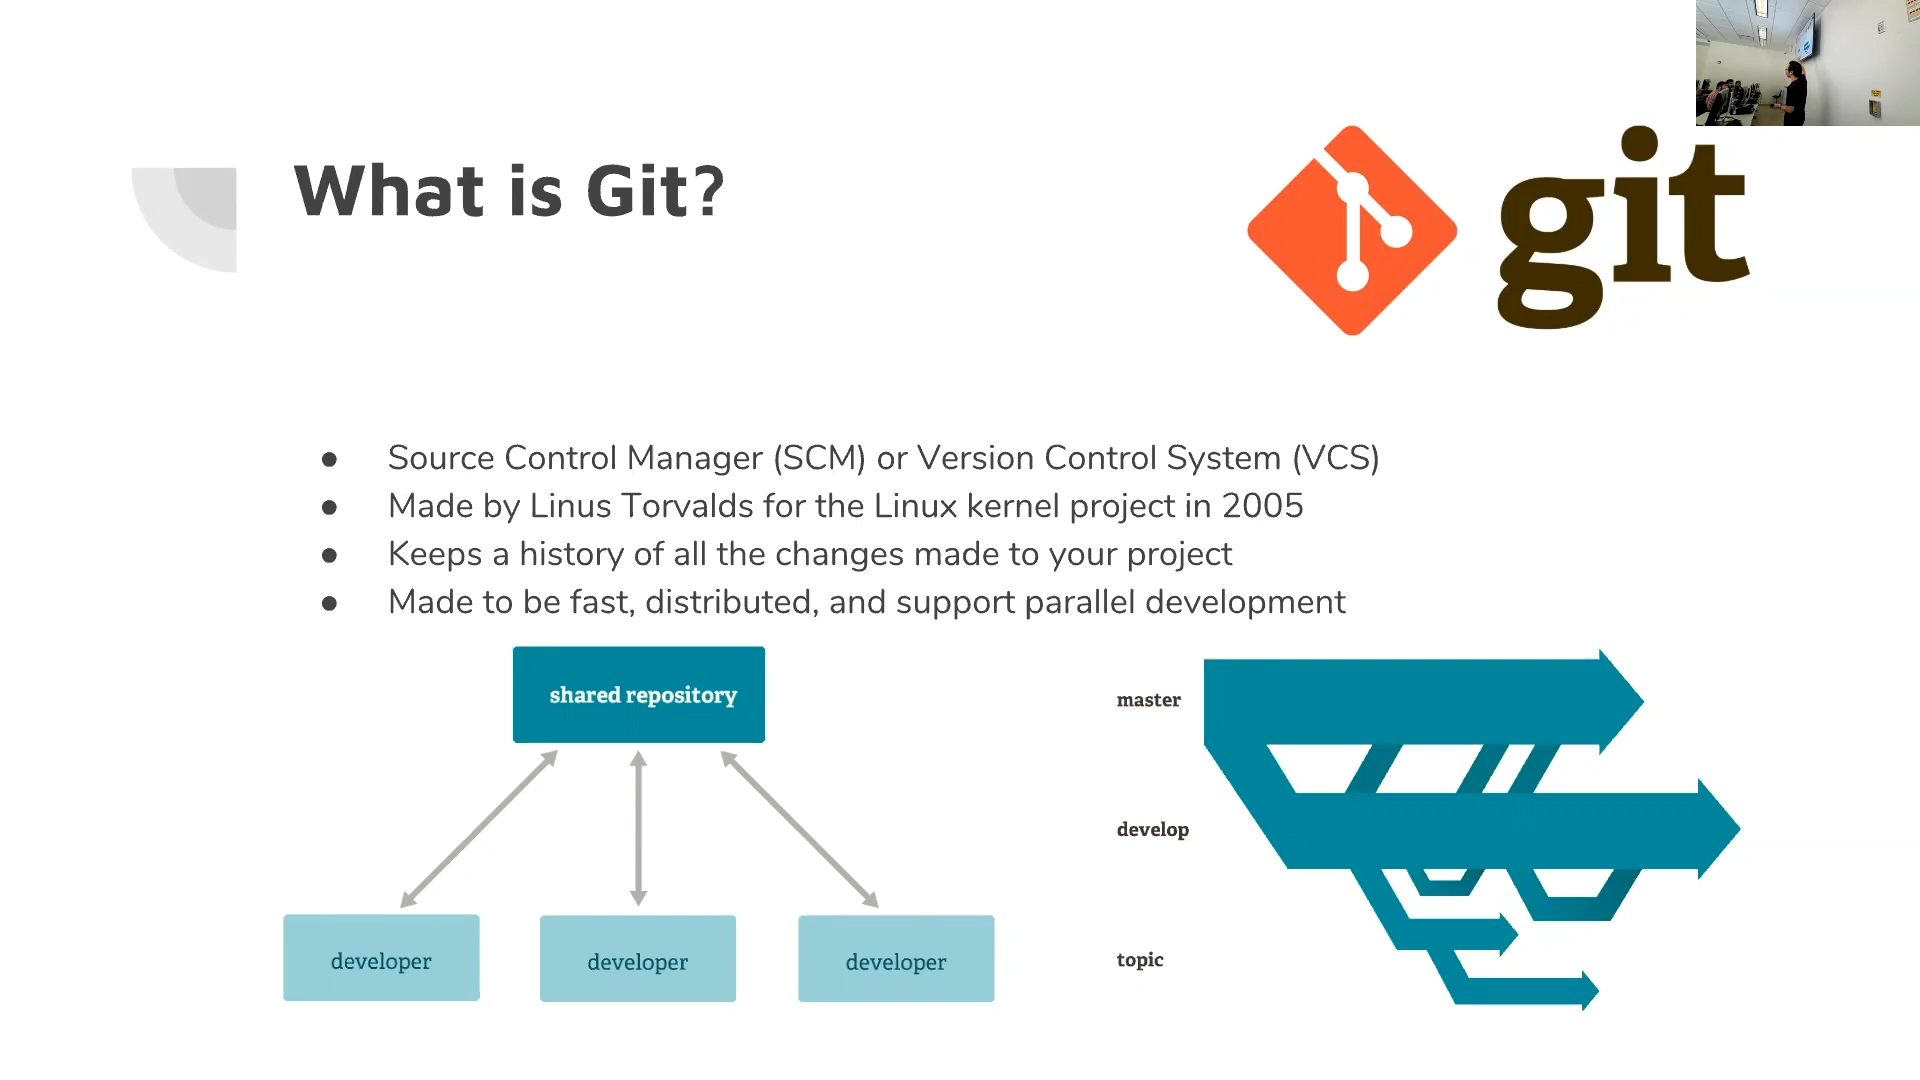 What is Git?
git
● Source Control Manager (SCM) or Version Control System (VCS)
● Made by Linus Torvalds for the Linux kernel project in 2005
● Keeps a history of all the changes made to your project
● Made to be fast, distributed, and support parallel development
shared repository
developer
developer
developer
master
develop
topic